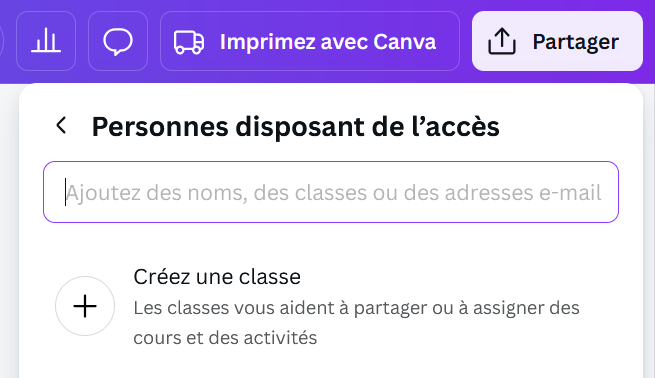 Imprimez avec Canva
Partager
Personnes disposant de l’accès
Ajoutez des noms, des classes ou des adresses e-mail
Créez une classe
Les classes vous aident à partager ou à assigner des
cours et des activités